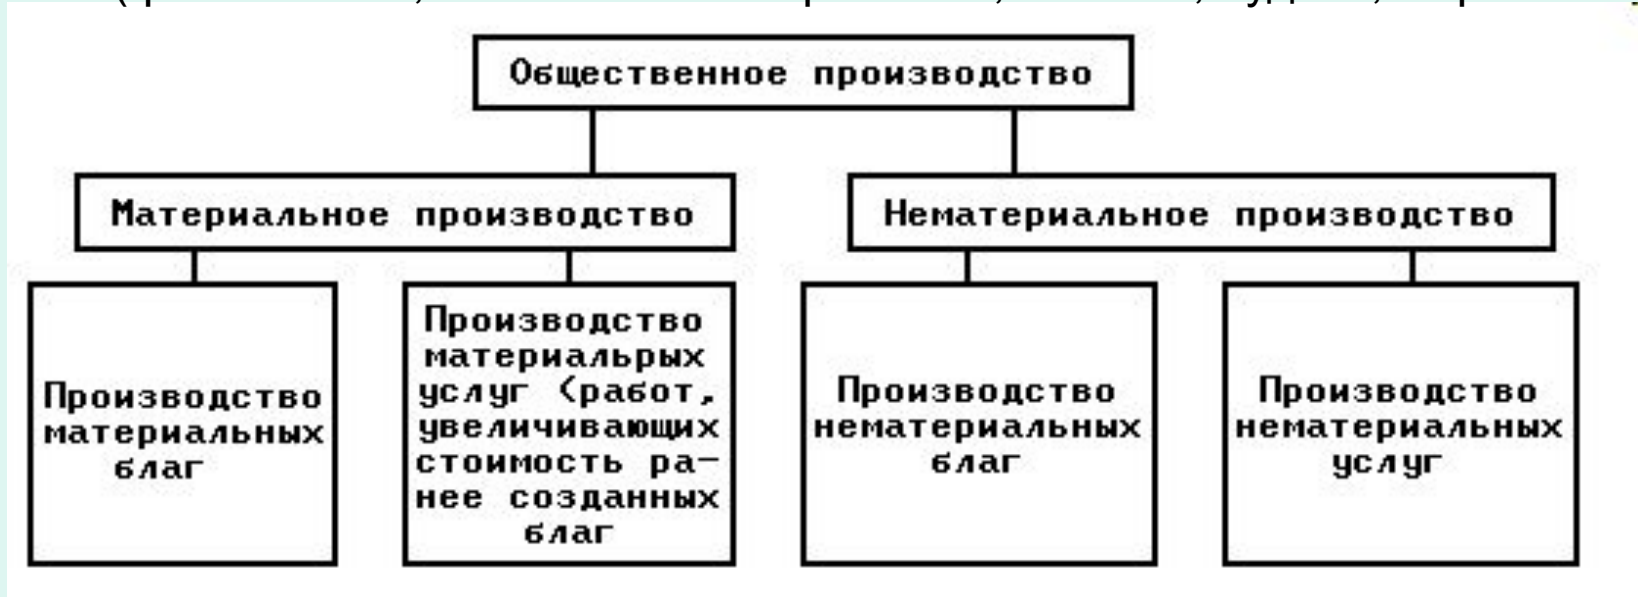 Общественное производство
Материальное производство
Нематериальное производство
Производство
материальных
благ
Производство
материальрых
услуг (работ,
увеличивающих
стоимость ра-
нее созданных
благ
Производство
нематериальных
благ
Производство
нематериальных
услуг